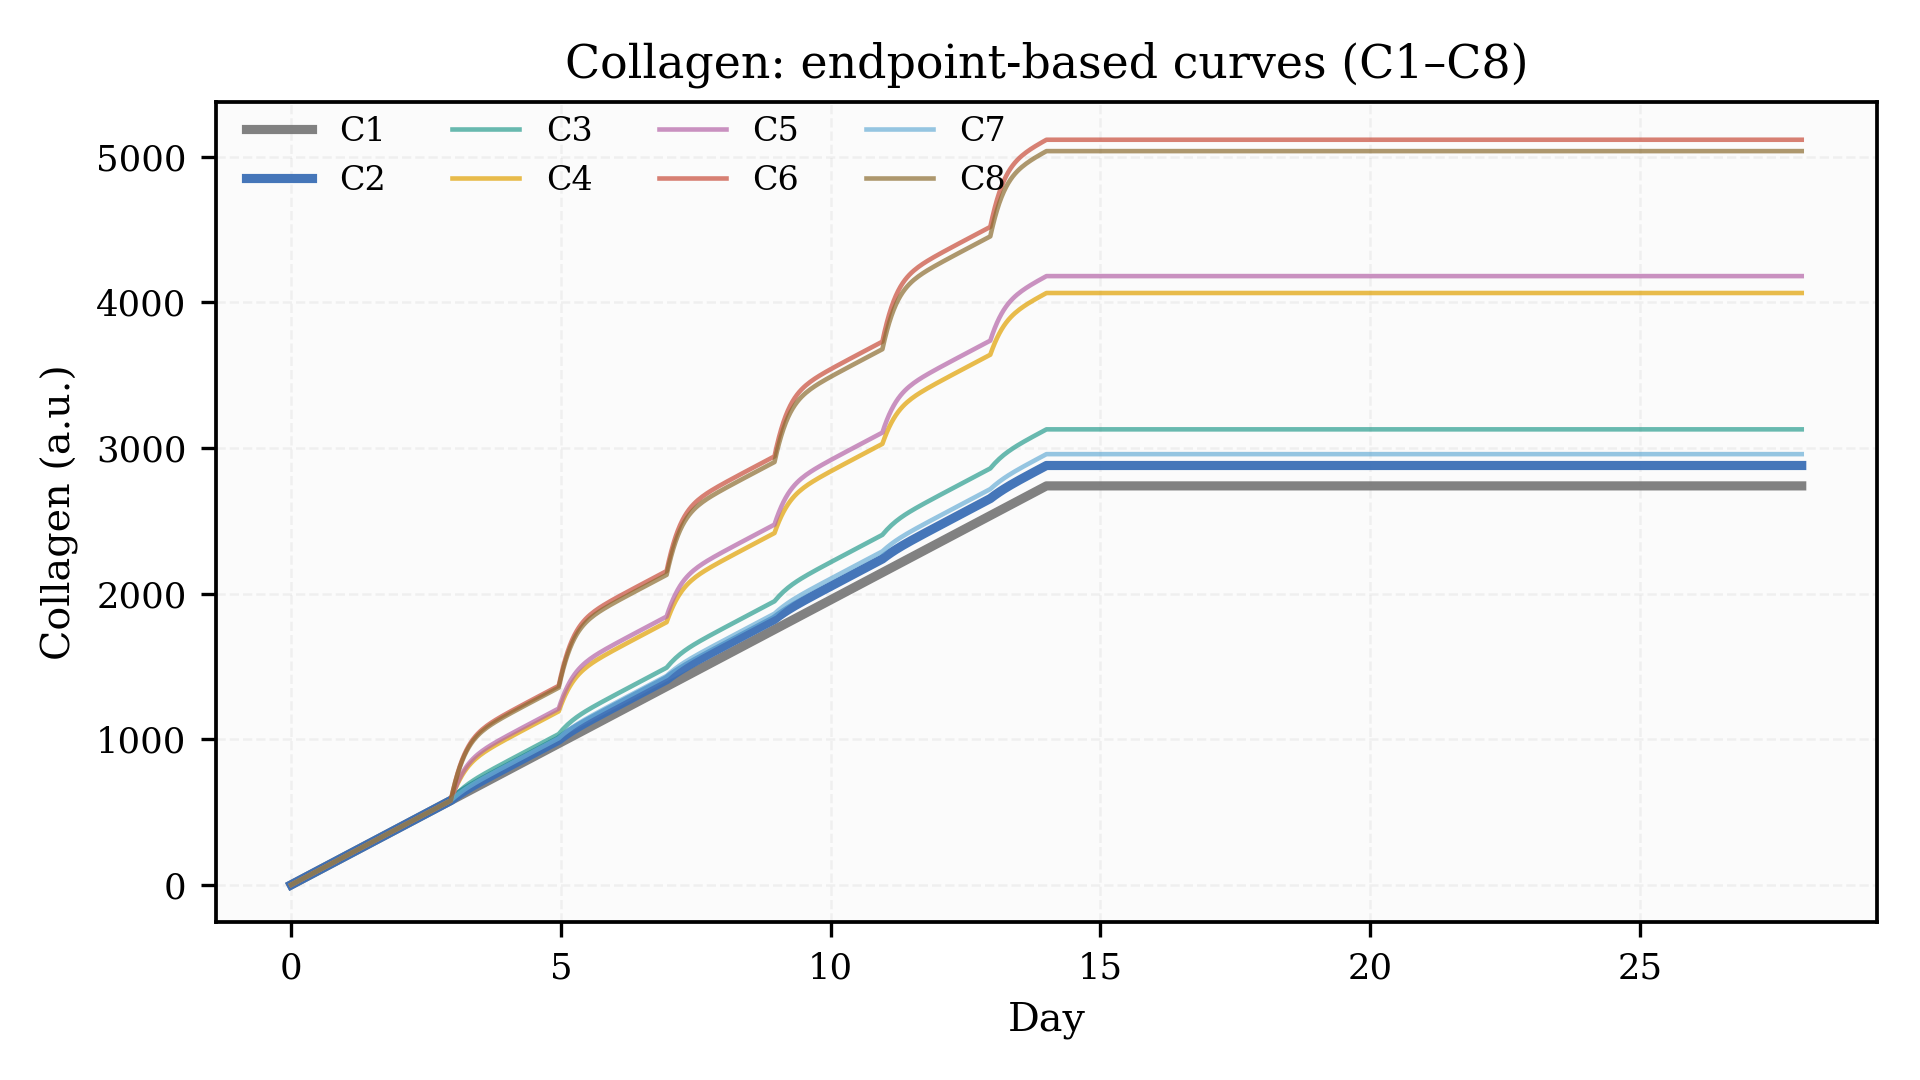 Collagen: endpoint-based curves (C1–C8)
C1 C3 C5 C7
C2 C4 C6 C8
5000
4000
3000
2000
1000
0
Collagen (a.u.)
0 5 10 15 20 25
Day